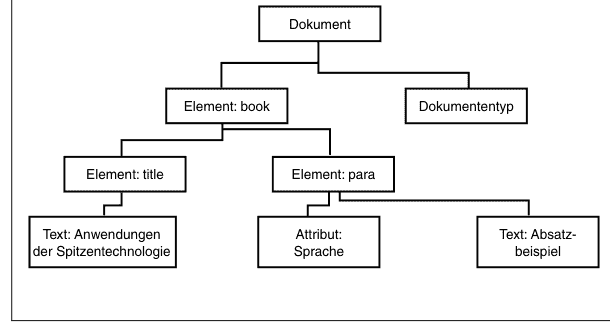 Dokument
Element: book
Dokumententyp
Element: title
Element: para
Text: Anwendungen
der Spitzentechnologie
Attribut:
Sprache
Text: Absatz-
beispiel